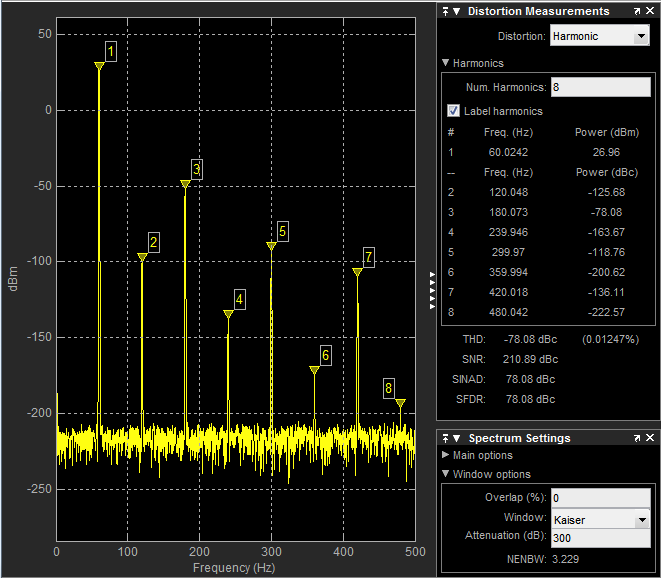 50
0
-50
-100
-150
-200
-250
dBm
0 100 200 300 400 500
Frequency (Hz)
1
2
3
4
5
6
7
8
Distortion Measurements
Distortion: Harmonic
Harmonics
Num. Harmonics: 8
Label harmonics
# Freq. (Hz) Power (dBm)
1 60.0242 26.96
-- Freq. (Hz) Power (dBc)
2 120.048 -125.68
3 180.073 -78.08
4 239.946 -163.67
5 299.97 -118.76
6 359.994 -200.62
7 420.018 -136.11
8 480.042 -222.57
THD: -78.08 dBc (0.01247%)
SNR: 210.89 dBc
SINAD: 78.08 dBc
SFDR: 78.08 dBc
Spectrum Settings
Main options
Window options
Overlap (%): 0
Window: Kaiser
Attenuation (dB): 300
NENBW: 3.229